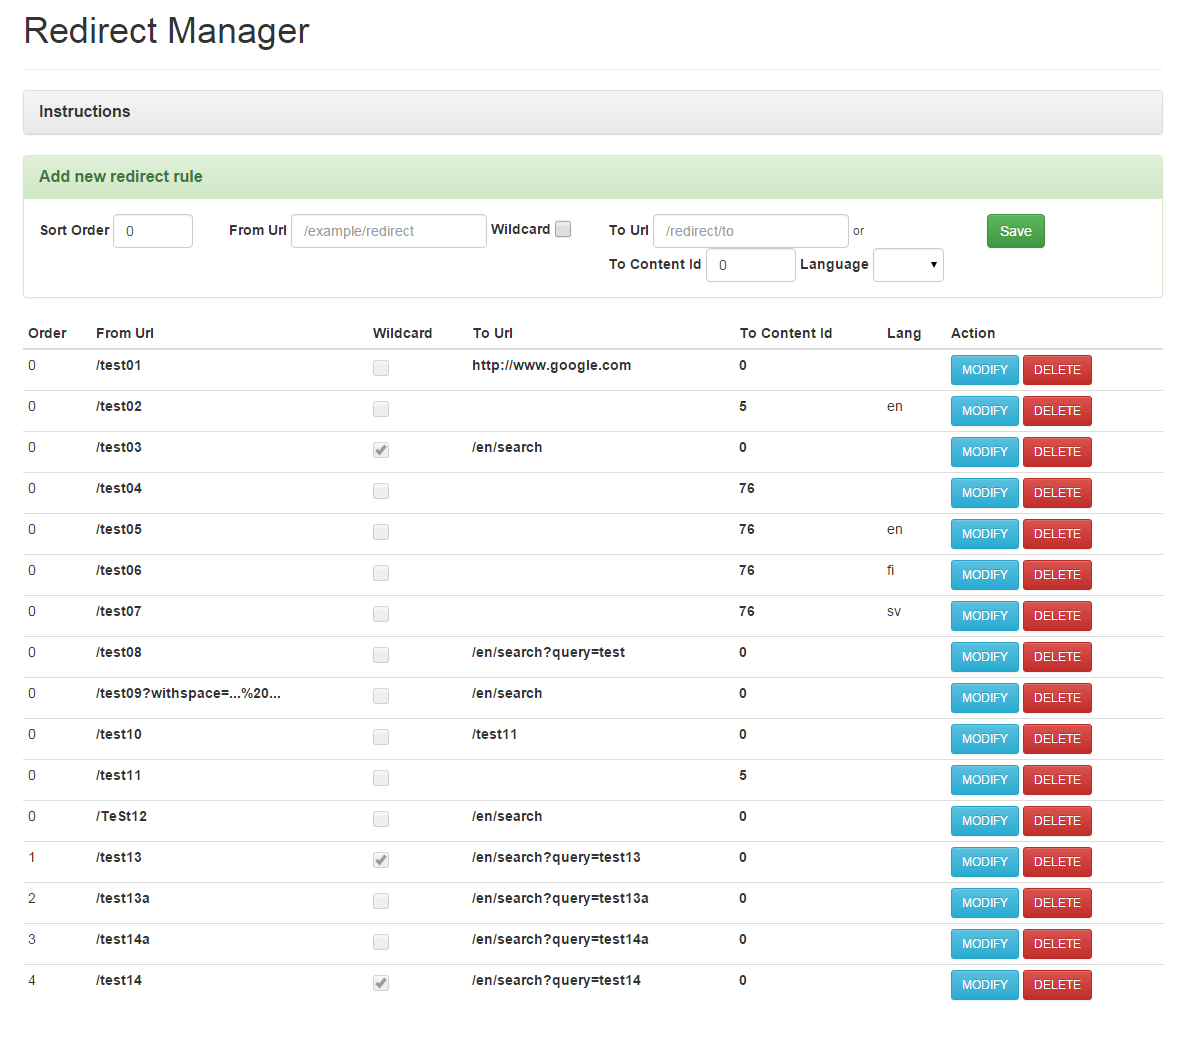 Redirect Manager
Instructions
Add new redirect rule
Sort Order 0 From Url /example/redirect Wildcard To Url /redirect/to or Save
To Content Id 0 Language
Order From Url Wildcard To Url To Content Id Lang Action
0 /test01 http://www.google.com 0 MODIFY DELETE
0 /test02 5 en MODIFY DELETE
0 /test03 /en/search 0 MODIFY DELETE
0 /test04 76 MODIFY DELETE
0 /test05 76 en MODIFY DELETE
0 /test06 76 fi MODIFY DELETE
0 /test07 76 sv MODIFY DELETE
0 /test08 /en/search?query=test 0 MODIFY DELETE
0 /test09?withspace=...%20... /en/search 0 MODIFY DELETE
0 /test10 /test11 0 MODIFY DELETE
0 /test11 5 MODIFY DELETE
0 /TeSt12 /en/search 0 MODIFY DELETE
1 /test13 /en/search?query=test13 0 MODIFY DELETE
2 /test13a /en/search?query=test13a 0 MODIFY DELETE
3 /test14a /en/search?query=test14a 0 MODIFY DELETE
4 /test14 /en/search?query=test14 0 MODIFY DELETE